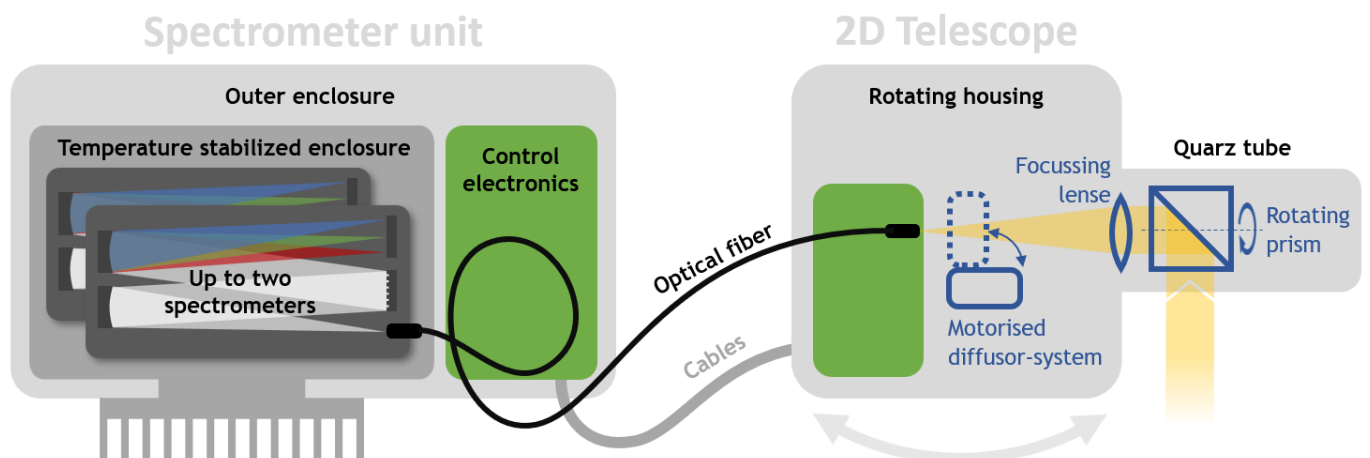 Spectrometer unit
2D Telescope
Outer enclosure
Temperature stabilized enclosure
Control
electronics
Up to two
spectrometers
Optical fiber
Cables
Rotating housing
Focussing
lense
Quarz tube
Rotating
prism
Motorised
diffusor-system